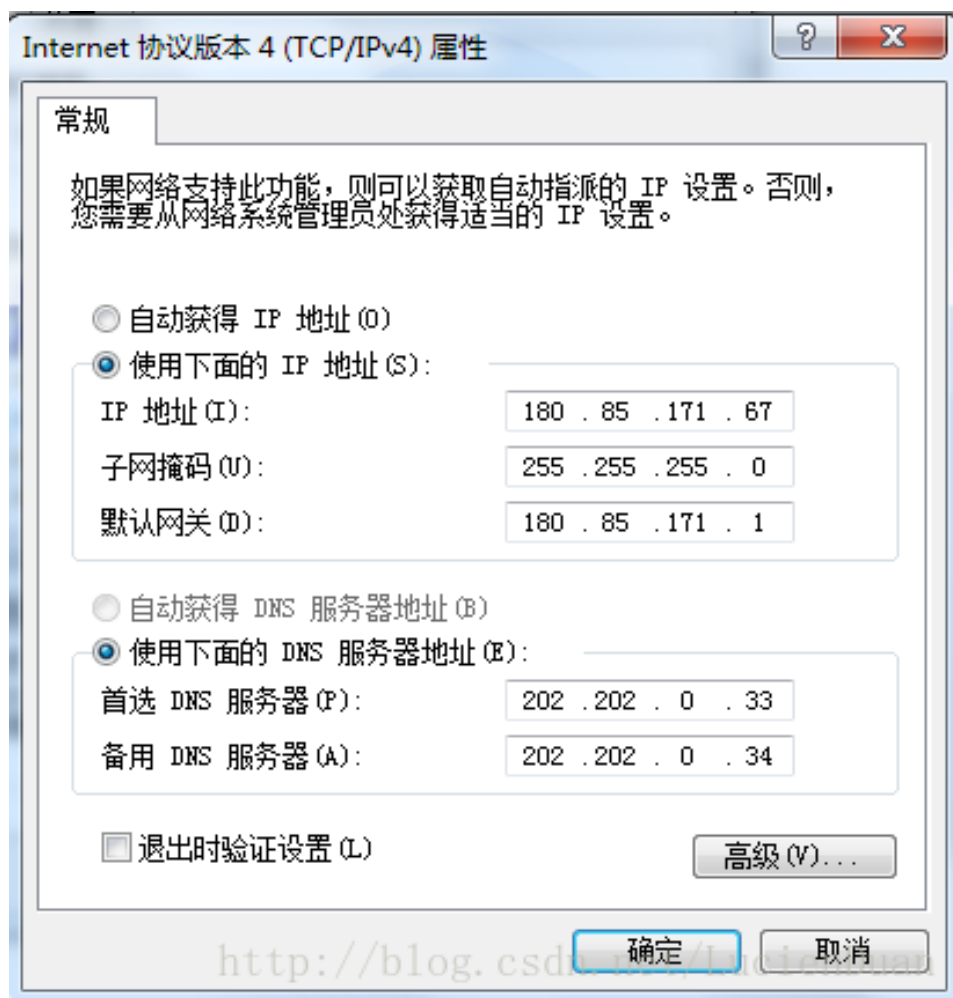 Internet 协议版本 4 (TCP/IPv4) 属性
常规
如果网络支持此功能，则可以获取自动指派的 IP 设置。否则，
您需要从网络系统管理员处获得适当的 IP 设置。
自动获得 IP 地址(O)
使用下面的 IP 地址(S):
IP 地址(I): 180 . 85 .171 . 67
子网掩码(U): 255 .255 .255 . 0
默认网关(D): 180 . 85 .171 . 1
自动获得 DNS 服务器地址(B)
使用下面的 DNS 服务器地址(E):
首选 DNS 服务器(P): 202 .202 . 0 . 33
备用 DNS 服务器(A): 202 .202 . 0 . 34
退出时验证设置(L)
高级(V)...
确定 取消
http://blog.csdn.net/